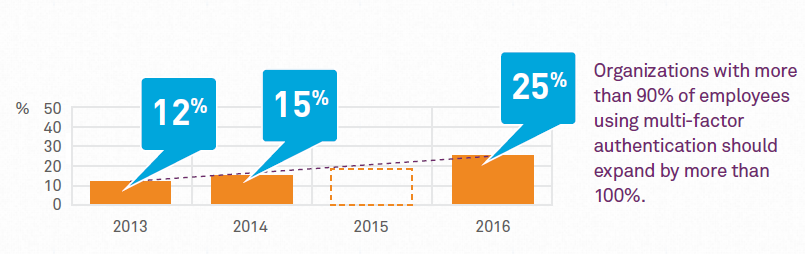 12%
15%
25%
% 50
40
30
20
10
0
2013 2014 2015 2016
Organizations with more
than 90% of employees
using multi-factor
authentication should
expand by more than
100%.